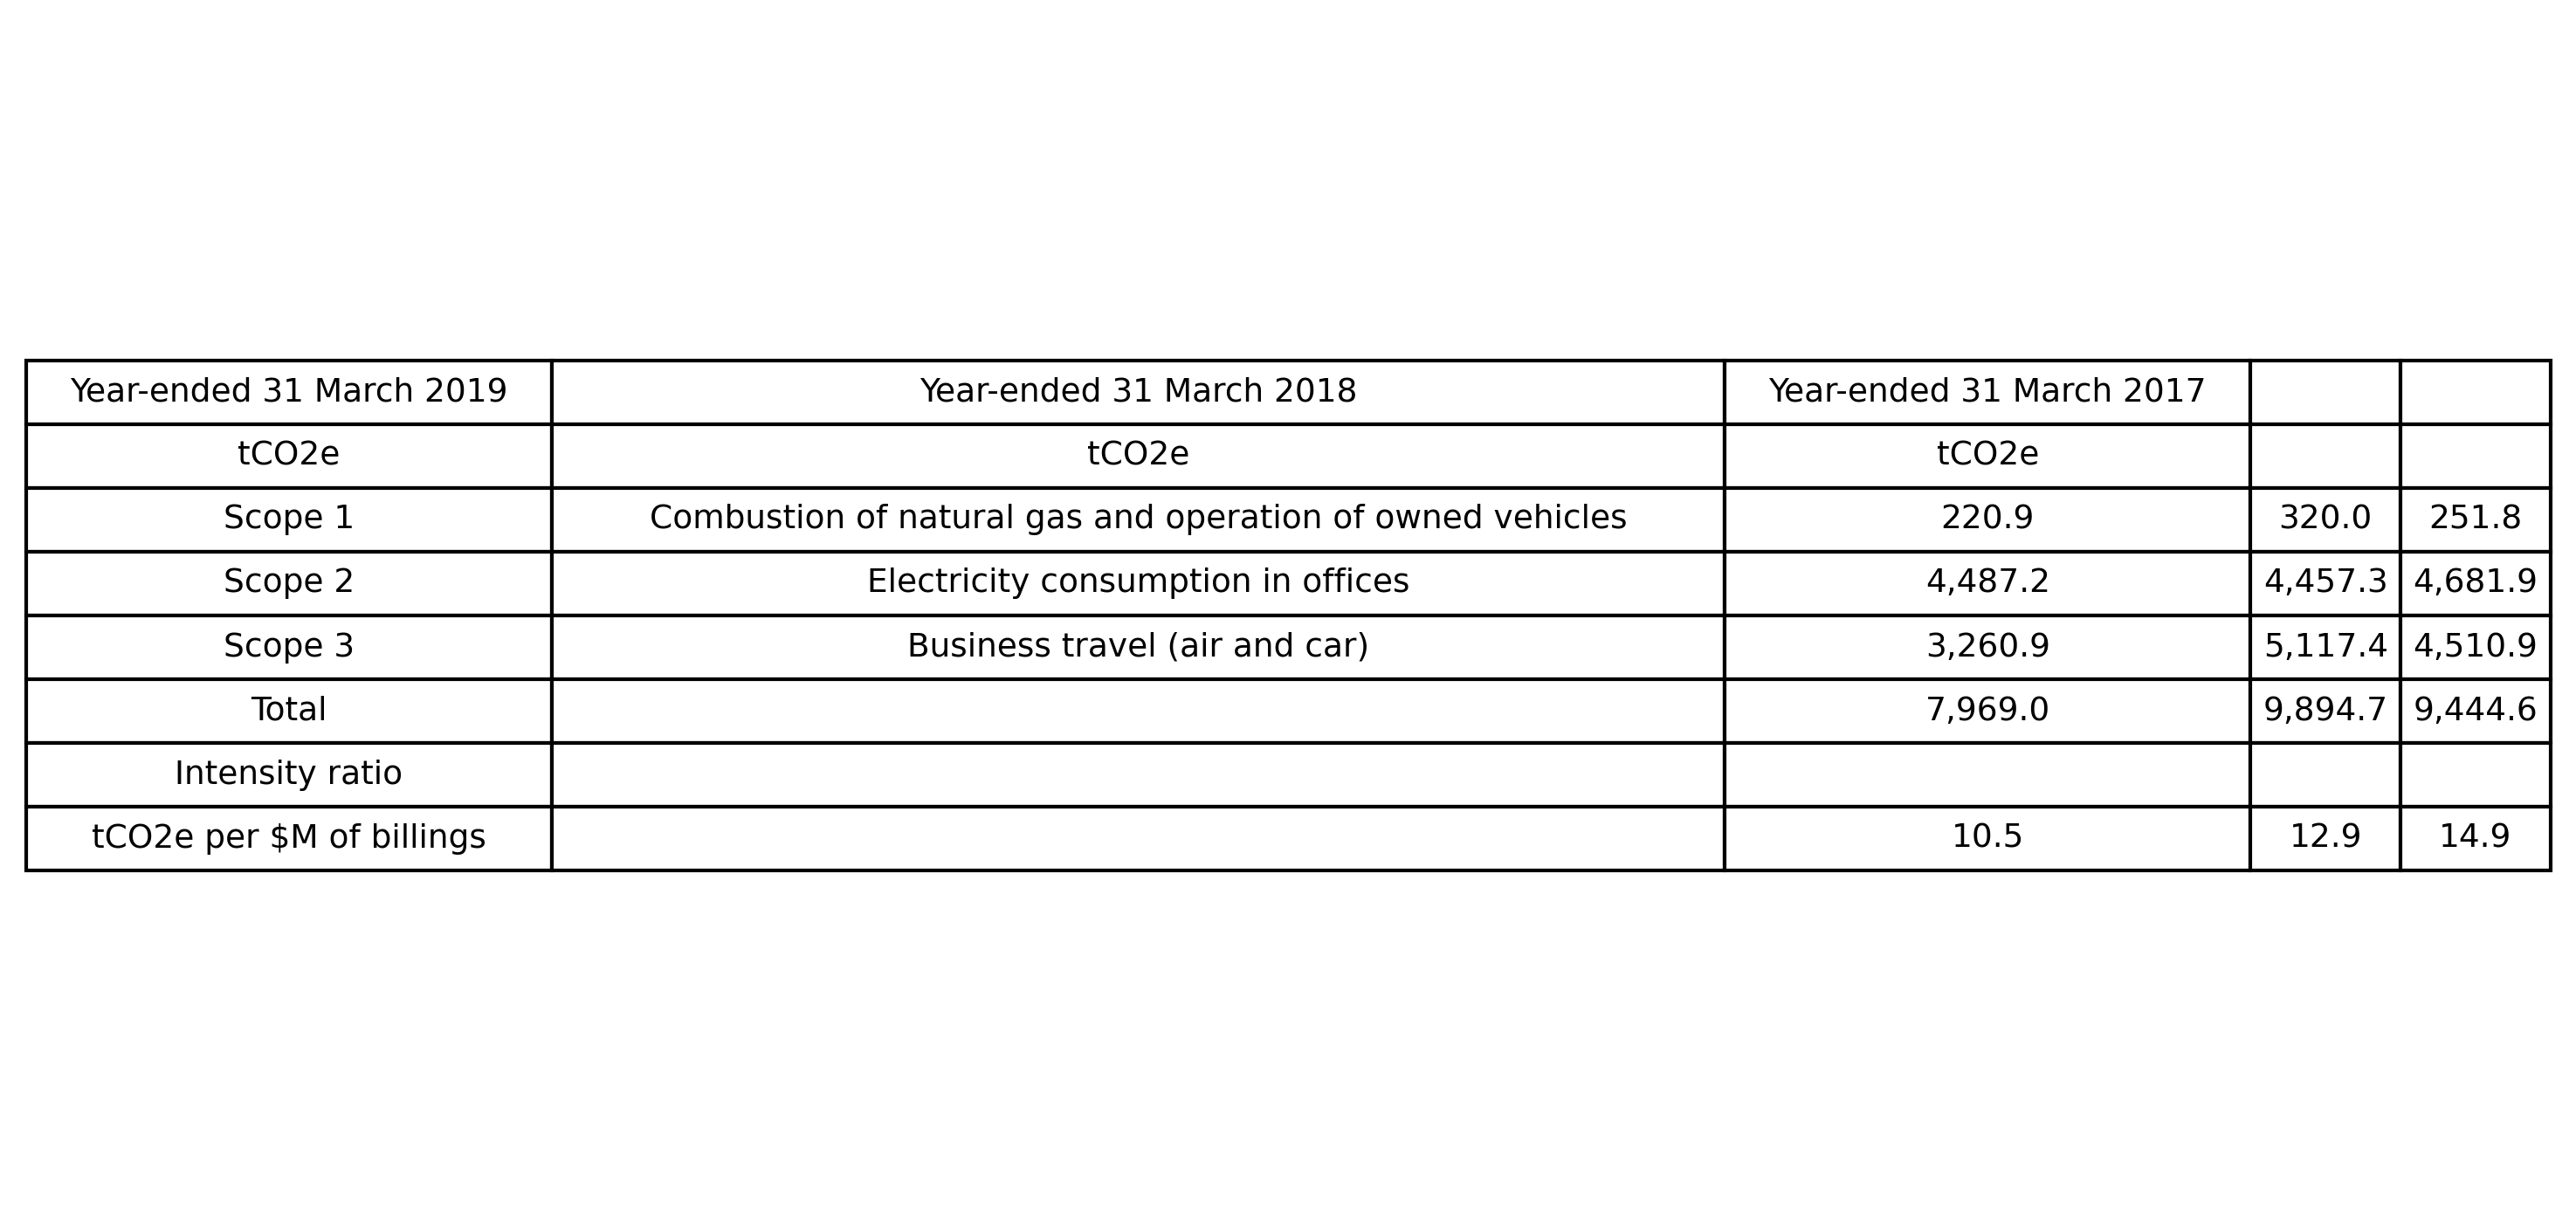 Year-ended 31 March 2019 Year-ended 31 March 2018 Year-ended 31 March 2017
tCO2e tCO2e tCO2e
Scope 1 Combustion of natural gas and operation of owned vehicles 220.9 320.0 251.8
Scope 2 Electricity consumption in offices 4,487.2 4,457.3 4,681.9
Scope 3 Business travel (air and car) 3,260.9 5,117.4 4,510.9
Total 7,969.0 9,894.7 9,444.6
Intensity ratio
tCO2e per $M of billings 10.5 12.9 14.9